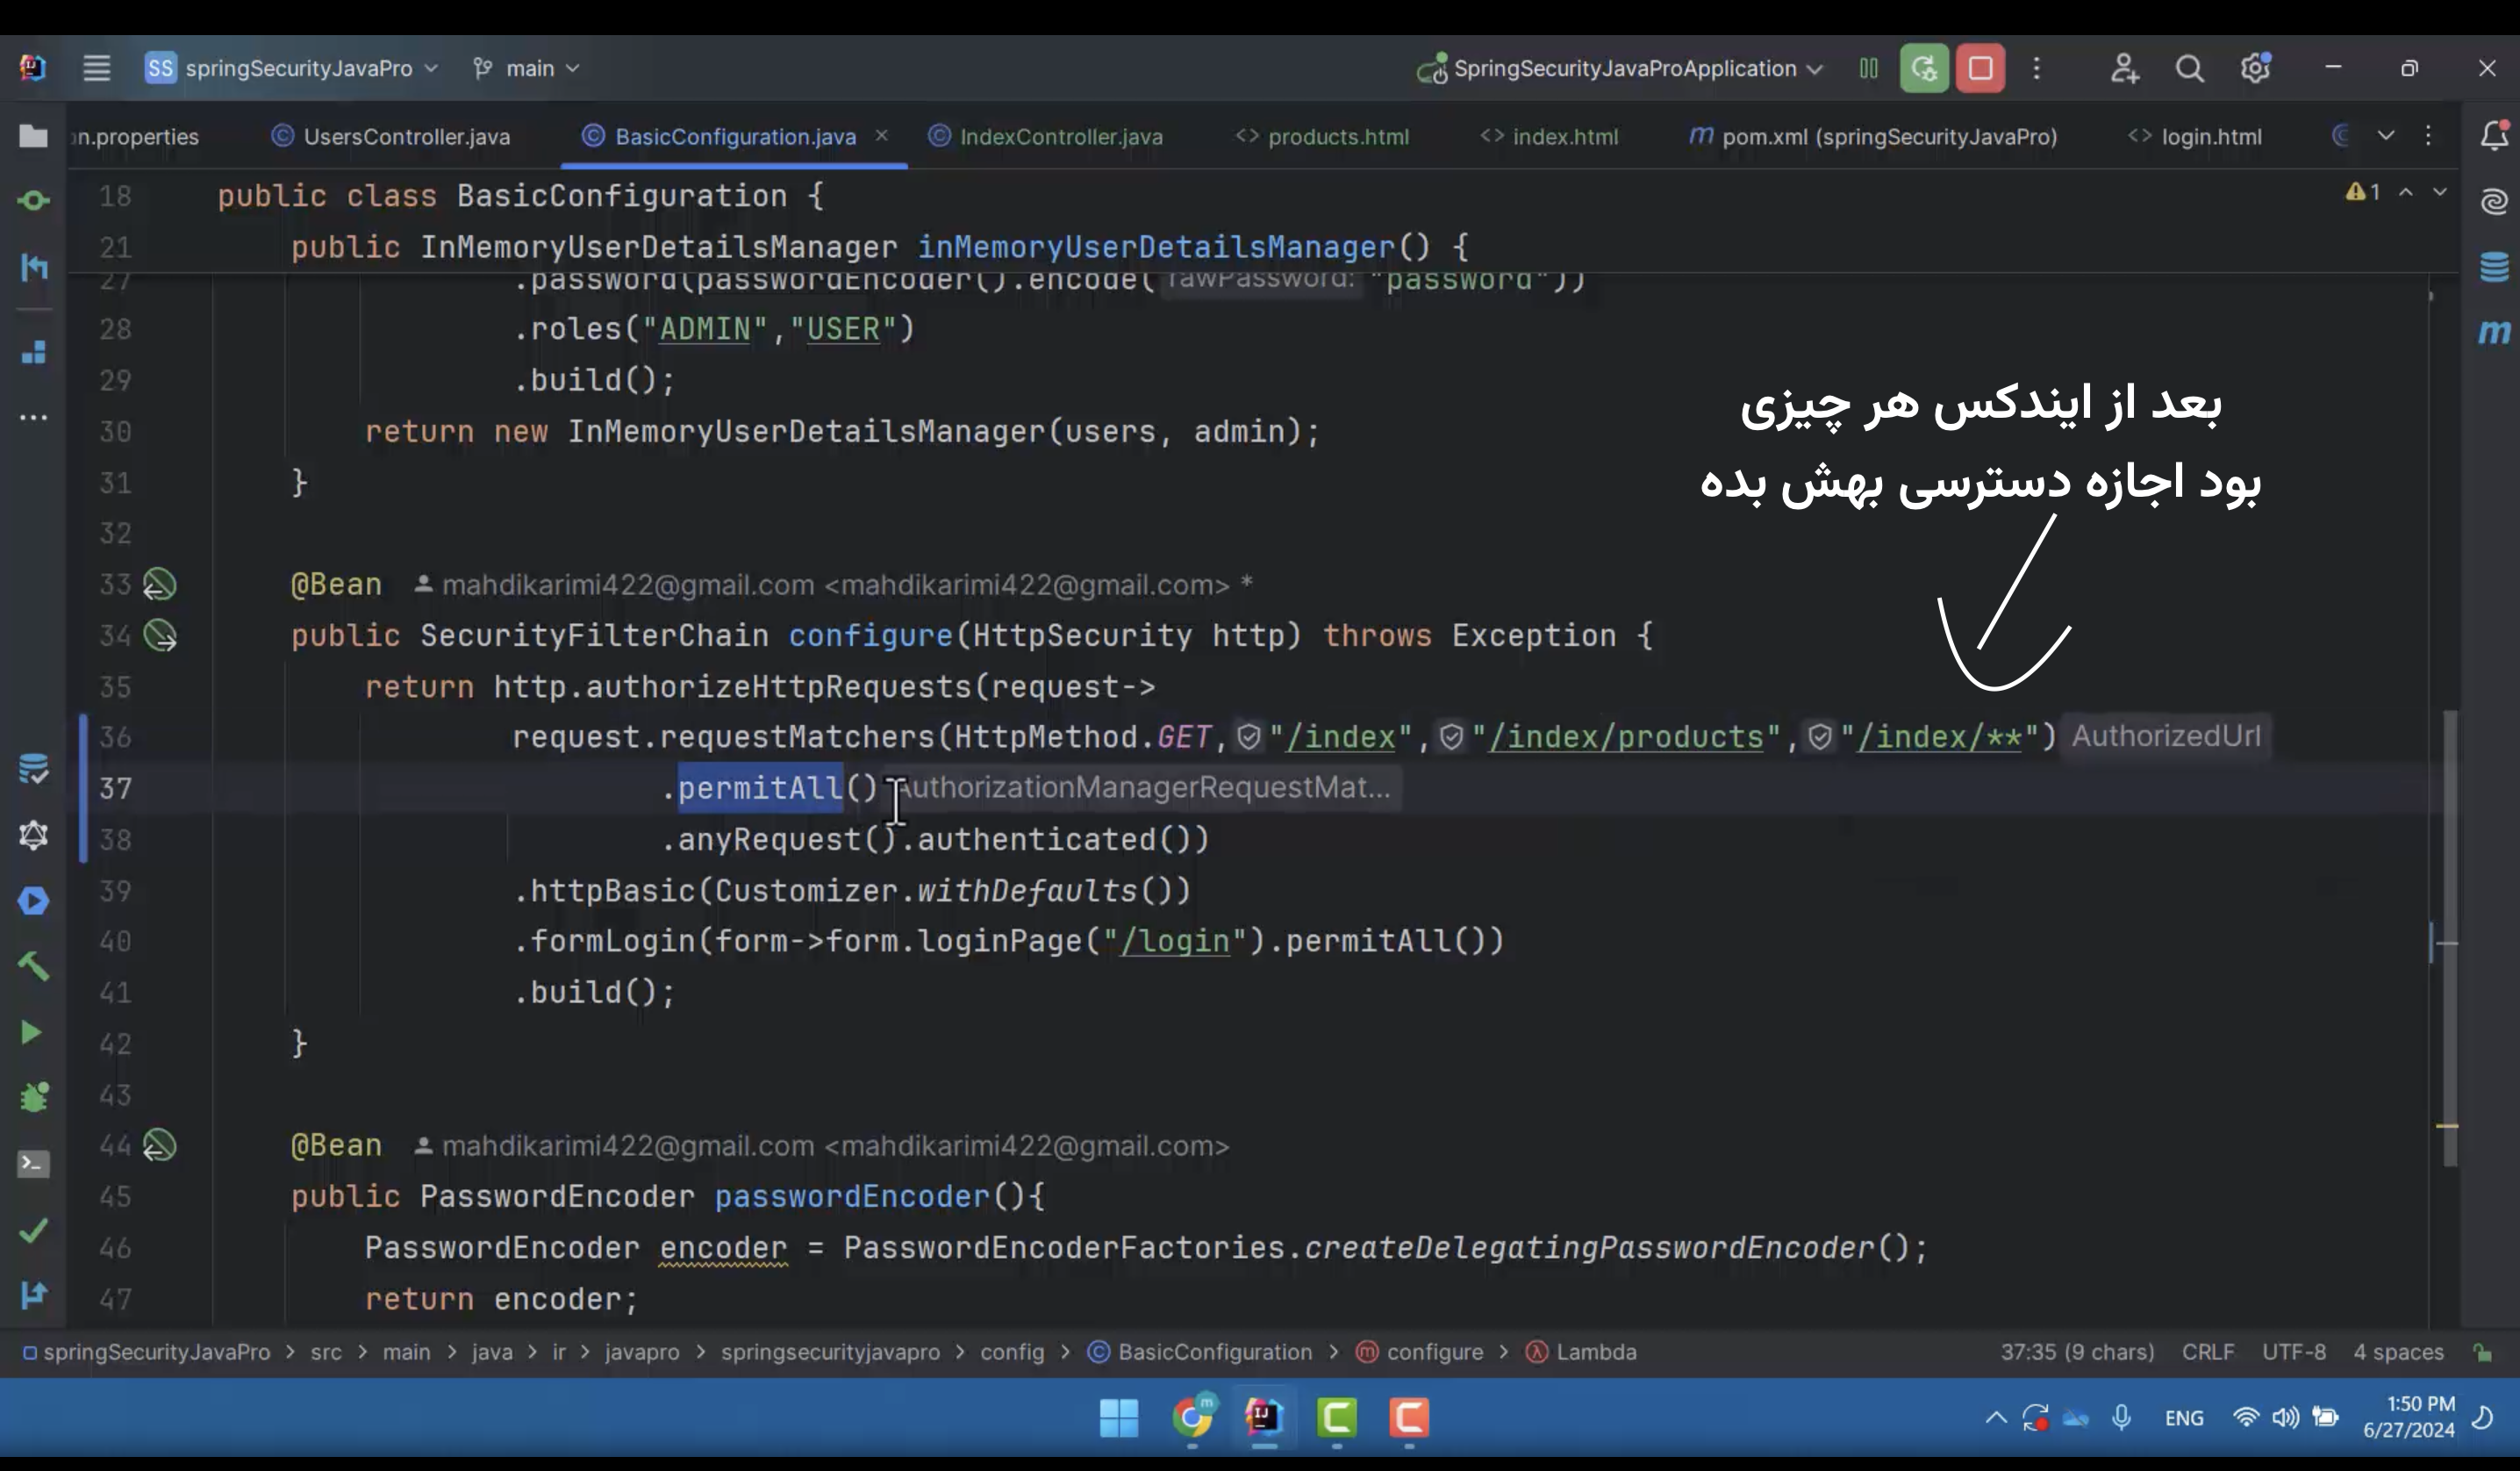 SS springSecurityJavaPro main SpringSecurityJavaProApplication
n.properties UsersController.java BasicConfiguration.java IndexController.java <> products.html <> index.html m pom.xml (springSecurityJavaPro) <> login.html
18 public class BasicConfiguration { 1
21 public InMemoryUserDetailsManager inMemoryUserDetailsManager() {
27 .password(passwordEncoder().encode( rawPassword: "password"))
28 .roles("ADMIN","USER")
29 .build();
30 return new InMemoryUserDetailsManager(users, admin);
31 }
32
بعد از ایندکس هر چیزی
بود اجازه دسترسی بهش بده
33 @Bean mahdikarimi422@gmail.com <mahdikarimi422@gmail.com> *
34 public SecurityFilterChain configure(HttpSecurity http) throws Exception {
35 return http.authorizeHttpRequests(request->
36 request.requestMatchers(HttpMethod.GET, "/index", "/index/products", "/index/**") AuthorizedUrl
37 .permitAll() AuthorizationManagerRequestMat...
38 .anyRequest().authenticated())
39 .httpBasic(Customizer.withDefaults())
40 .formLogin(form->form.loginPage("/login").permitAll())
41 .build();
42 }
43
44 @Bean mahdikarimi422@gmail.com <mahdikarimi422@gmail.com>
45 public PasswordEncoder passwordEncoder(){
46 PasswordEncoder encoder = PasswordEncoderFactories.createDelegatingPasswordEncoder();
47 return encoder;
springSecurityJavaPro > src > main > java > ir > javapro > springsecurityjavapro > config > BasicConfiguration > configure > Lambda 37:35 (9 chars) CRLF UTF-8 4 spaces
ENG 1:50 PM
6/27/2024